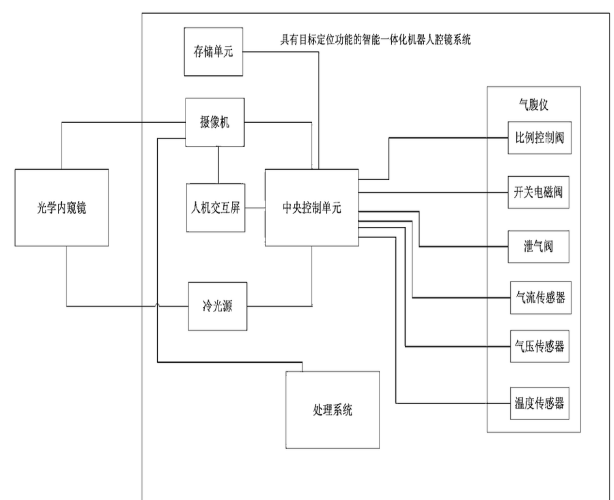 具有目标定位功能的智能一体化机器人腔镜系统
存储单元
摄像机
气腹仪
比例控制阀
光学内窥镜
人机交互屏
中央控制单元
开关电磁阀
泄气阀
冷光源
气流传感器
气压传感器
处理系统
温度传感器